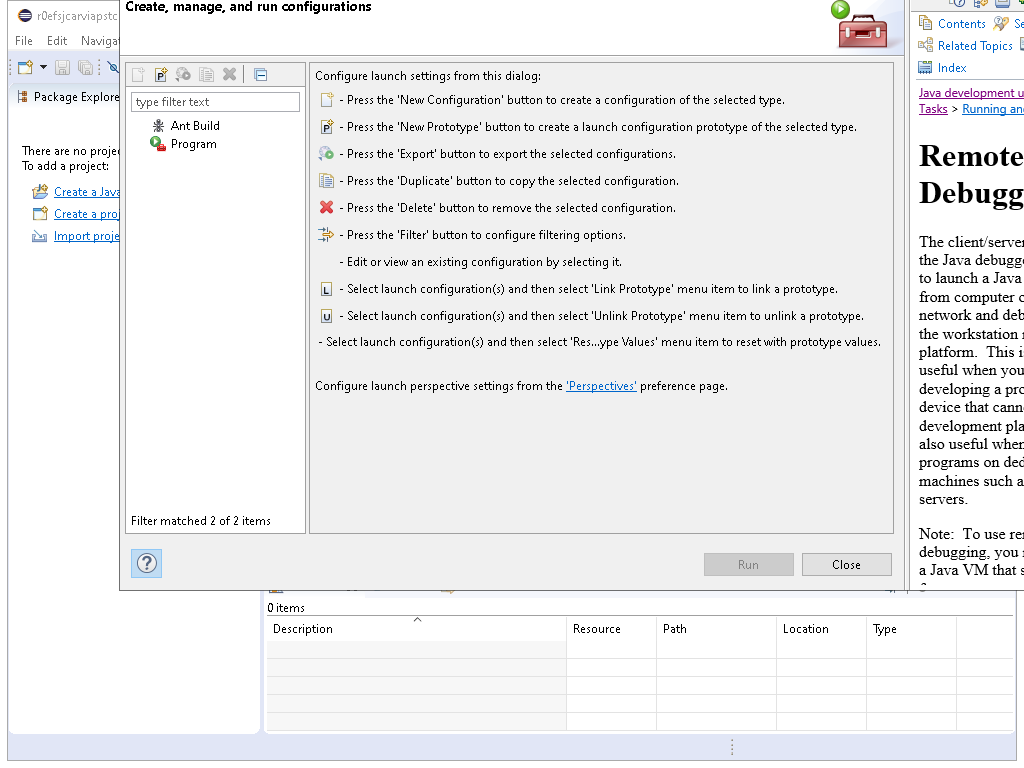 r0efsjcarviapstc
File Edit Naviga
Package Explore
There are no projec
To add a project:
Create a Java
Create a proj
Import proje
Create, manage, and run configurations
type filter text
Ant Build
Program
Filter matched 2 of 2 items
Configure launch settings from this dialog:
- Press the 'New Configuration' button to create a configuration of the selected type.
- Press the 'New Prototype' button to create a launch configuration prototype of the selected type.
- Press the 'Export' button to export the selected configurations.
- Press the 'Duplicate' button to copy the selected configuration.
- Press the 'Delete' button to remove the selected configuration.
- Press the 'Filter' button to configure filtering options.
- Edit or view an existing configuration by selecting it.
L - Select launch configuration(s) and then select 'Link Prototype' menu item to link a prototype.
U - Select launch configuration(s) and then select 'Unlink Prototype' menu item to unlink a prototype.
- Select launch configuration(s) and then select 'Res...ype Values' menu item to reset with prototype values.
Configure launch perspective settings from the 'Perspectives' preference page.
Run Close
Contents Se
Related Topics
Index
Java development u
Tasks > Running and
Remote
Debugg
The client/server
the Java debugge
to launch a Java
from computer o
network and deb
the workstation r
platform. This is
useful when you
developing a pro
device that canno
development pla
also useful when
programs on ded
machines such a
servers.
Note: To use rem
debugging, you
a Java VM that s
0 items
Description Resource Path Location Type